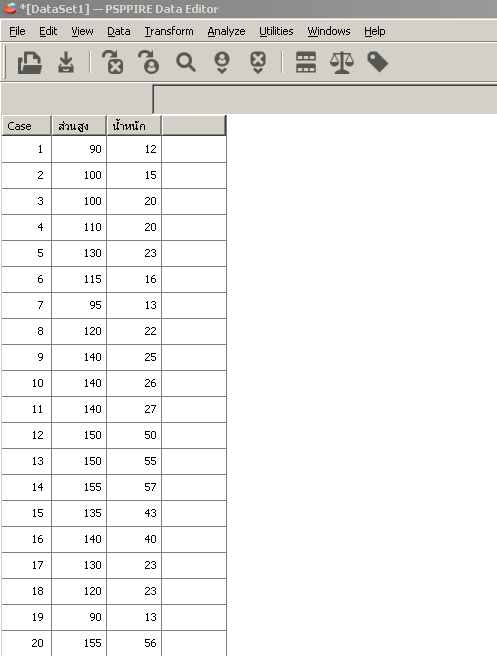 *[DataSet1] — PSPPIRE Data Editor
File Edit View Data Transform Analyze Utilities Windows Help
Case ส่วนสูง น้ำหนัก
1 90 12
2 100 15
3 100 20
4 110 20
5 130 23
6 115 16
7 95 13
8 120 22
9 140 25
10 140 26
11 140 27
12 150 50
13 150 55
14 155 57
15 135 43
16 140 40
17 130 23
18 120 23
19 90 13
20 155 56